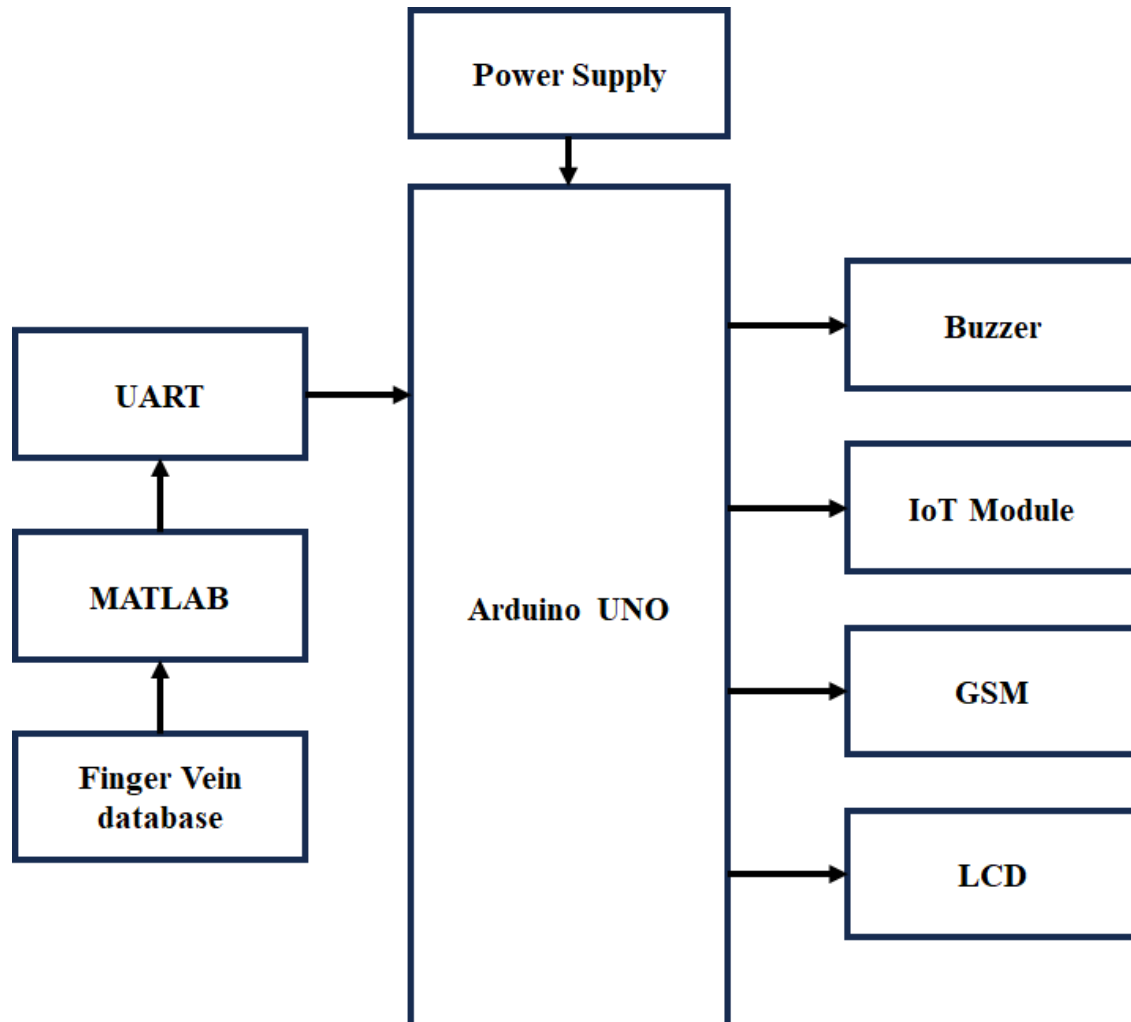 Power Supply
Buzzer
UART
IoT Module
MATLAB
Arduino UNO
GSM
Finger Vein
database
LCD